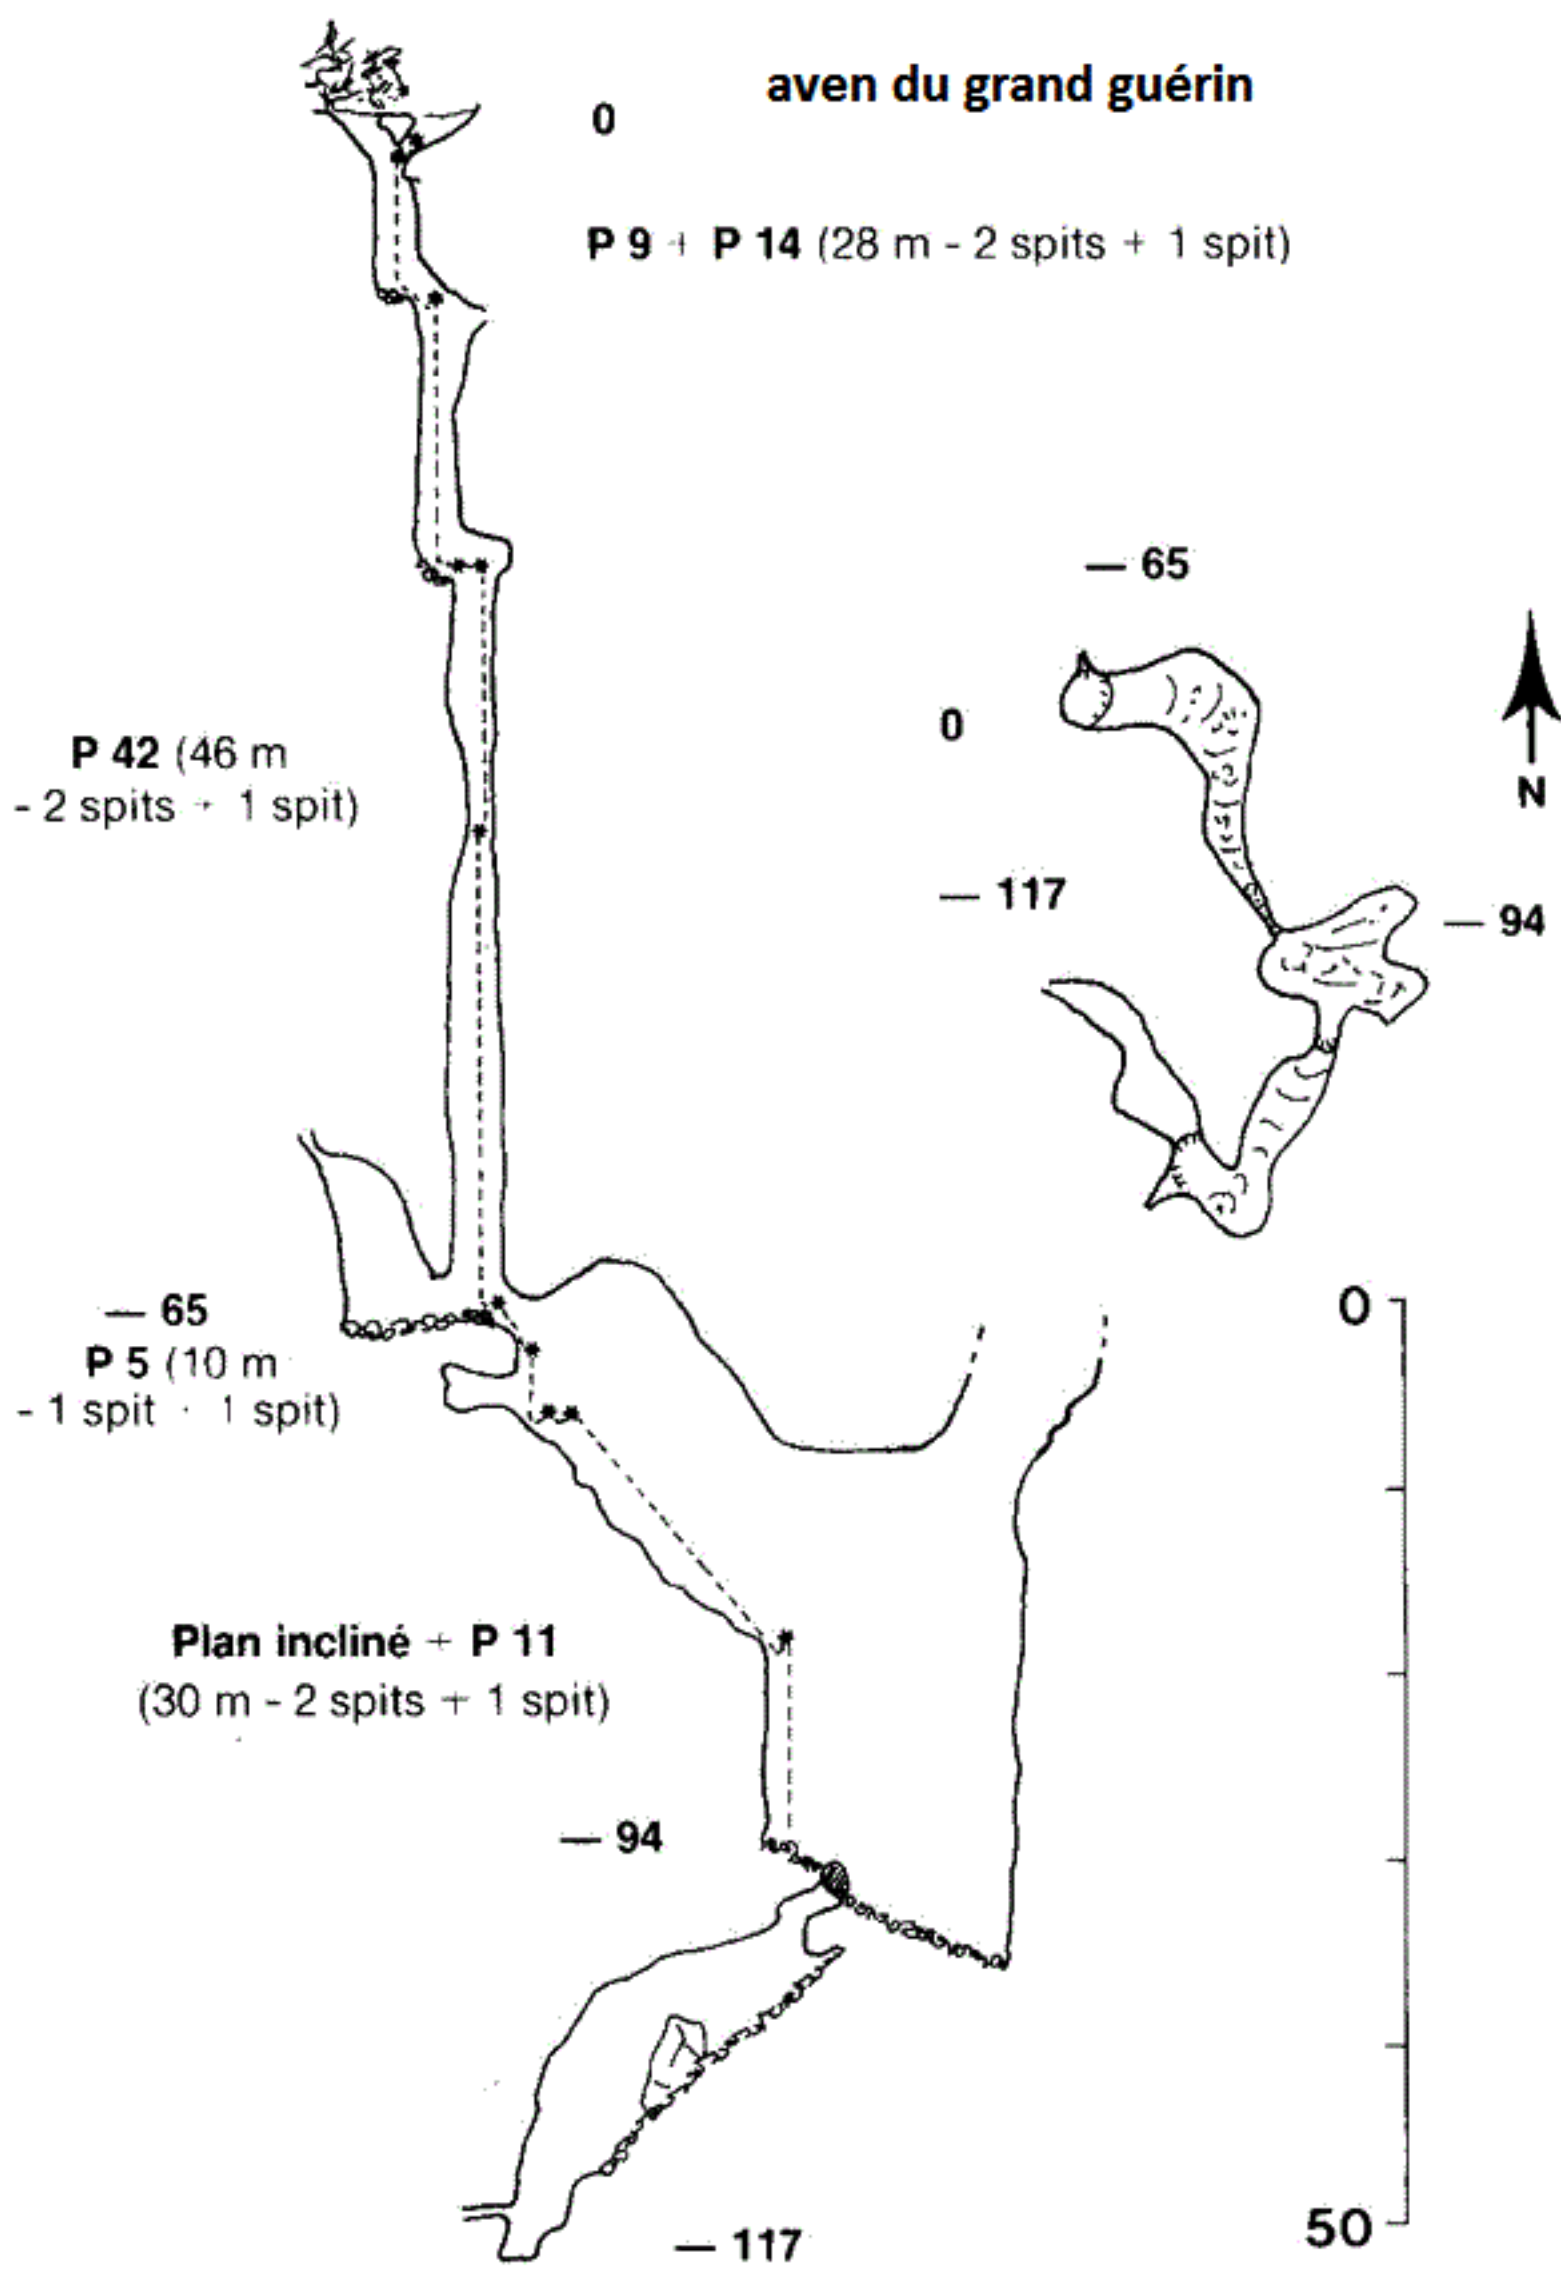 aven du grand guérin
0
P 9 + P 14 (28 m - 2 spits + 1 spit)
— 65
0
N
P 42 (46 m
- 2 spits + 1 spit)
— 117
— 94
— 65
0
P 5 (10 m
- 1 spit · 1 spit)
Plan incliné + P 11
(30 m - 2 spits + 1 spit)
— 94
50
— 117